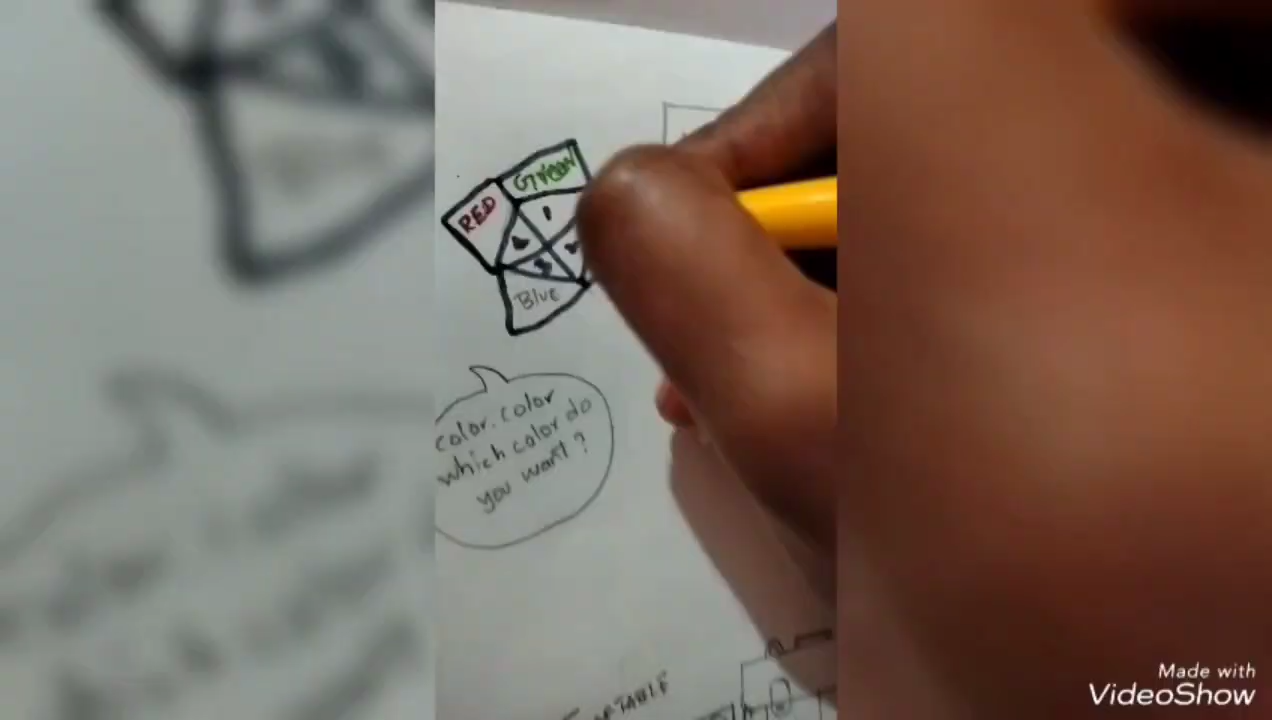 Green
RED
Blue
color. color
which color do
you want?
Made with
VideoShow